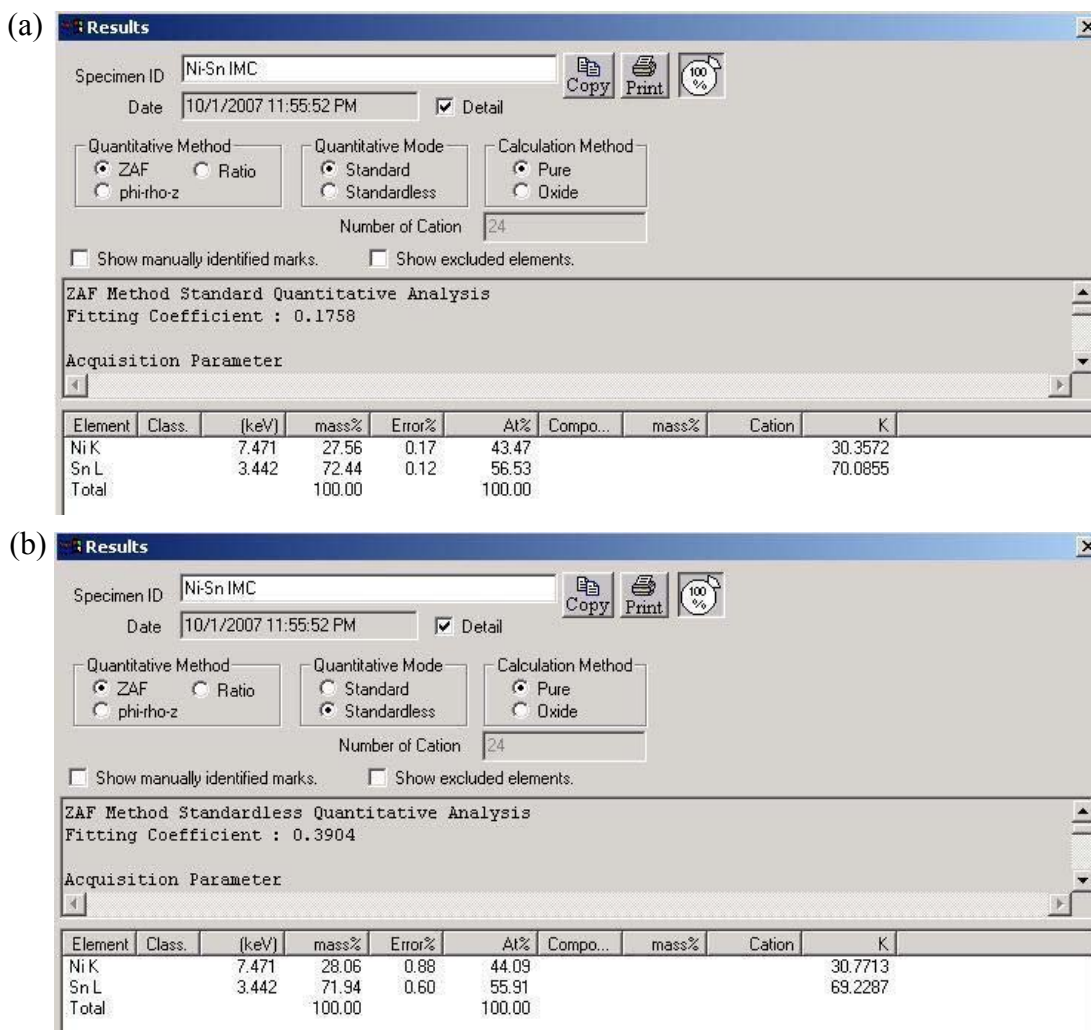 (a) Results
Specimen ID Ni-Sn IMC Copy Print 100 %
Date 10/1/2007 11:55:52 PM Detail
Quantitative Method Quantitative Mode Calculation Method
ZAF Ratio Standard Pure
phi-rho-z Standardless Oxide
Number of Cation 24
Show manually identified marks. Show excluded elements.
ZAF Method Standard Quantitative Analysis
Fitting Coefficient : 0.1758
Acquisition Parameter
Element Class. (keV) mass% Error% At% Compo... mass% Cation K
Ni K 7.471 27.56 0.17 43.47 30.3572
Sn L 3.442 72.44 0.12 56.53 70.0855
Total 100.00 100.00
(b) Results
Specimen ID Ni-Sn IMC Copy Print 100 %
Date 10/1/2007 11:55:52 PM Detail
Quantitative Method Quantitative Mode Calculation Method
ZAF Ratio Standard Pure
phi-rho-z Standardless Oxide
Number of Cation 24
Show manually identified marks. Show excluded elements.
ZAF Method Standardless Quantitative Analysis
Fitting Coefficient : 0.3904
Acquisition Parameter
Element Class. (keV) mass% Error% At% Compo... mass% Cation K
Ni K 7.471 28.06 0.88 44.09 30.7713
Sn L 3.442 71.94 0.60 55.91 69.2287
Total 100.00 100.00